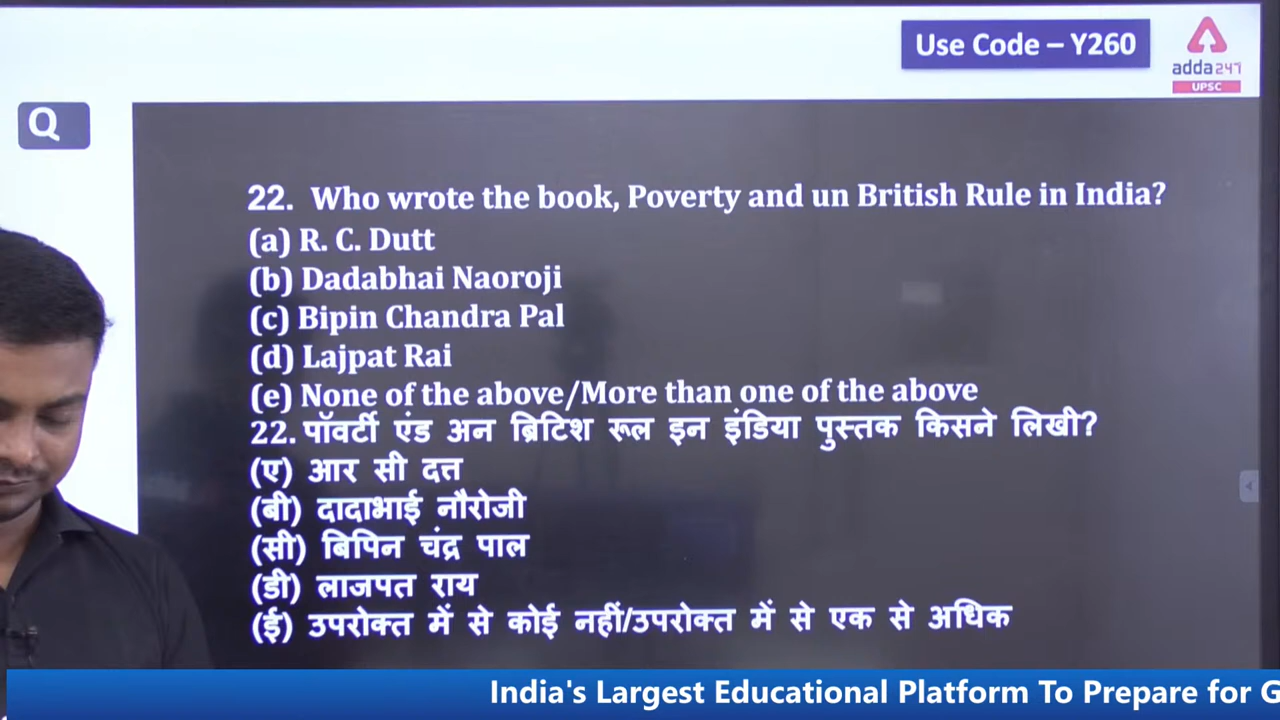 Use Code – Y260
adda247
UPSC
Q
22. Who wrote the book, Poverty and un British Rule in India?
(a) R. C. Dutt
(b) Dadabhai Naoroji
(c) Bipin Chandra Pal
(d) Lajpat Rai
(e) None of the above/More than one of the above
22. पॉवर्टी एंड अन ब्रिटिश रूल इन इंडिया पुस्तक किसने लिखी?
(ए) आर सी दत्त
(बी) दादाभाई नौरोजी
(सी) बिपिन चंद्र पाल
(डी) लाजपत राय
(ई) उपरोक्त में से कोई नहीं/उपरोक्त में से एक से अधिक
India's Largest Educational Platform To Prepare for G